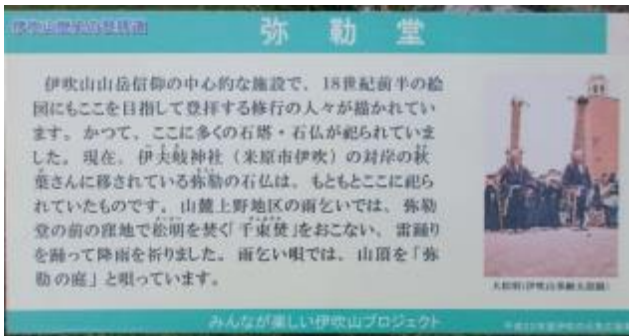 伊吹山歴史の登拝道
弥勒堂
伊吹山山岳信仰の中心的な施設で、18世紀前半の絵
図にもここを目指して登拝する修行の人々が描かれてい
ます。かつて、ここに多くの石塔・石仏が祀られていま
した。現在、伊夫岐神社（米原市伊吹）の対岸の秋
葉さんに移されている弥勒の石仏は、もともとここに祀ら
れていたものです。山麓上野地区の雨乞いでは、弥勒
堂の前の窪地で松明を焚く「千束焚」をおこない、雷踊り
を踊って降雨を祈りました。雨乞い唄では、山頂を「弥
勒の庭」と唄っています。
みんなが楽しい伊吹山プロジェクト